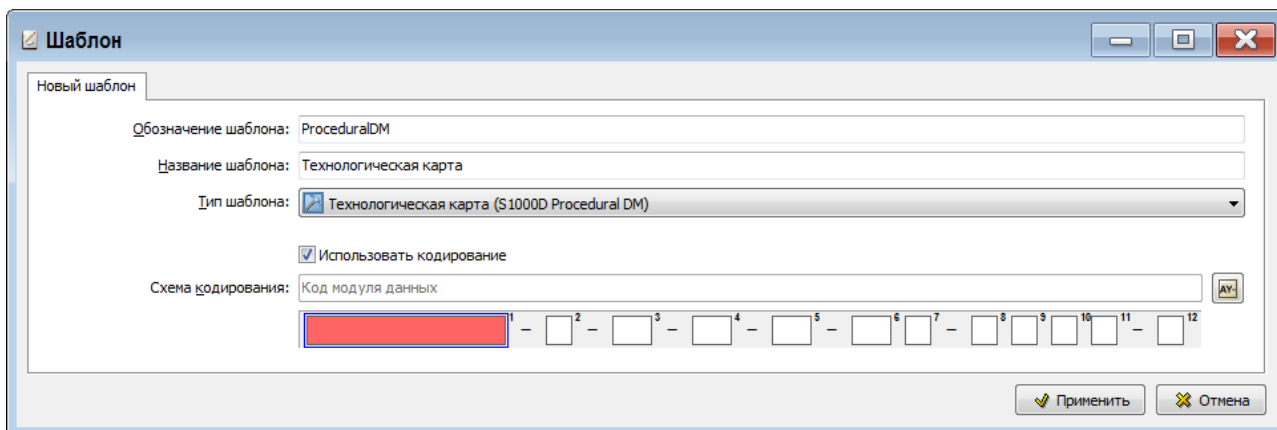 Шаблон
Новый шаблон
Обозначение шаблона: ProceduralDM
Название шаблона: Технологическая карта
Тип шаблона: Технологическая карта (S1000D Procedural DM)
Использовать кодирование
Схема кодирования: Код модуля данных AY-
1 – 2 – 3 – 4 – 5 – 6 7 – 8 9 10 11 – 12
Применить Отмена